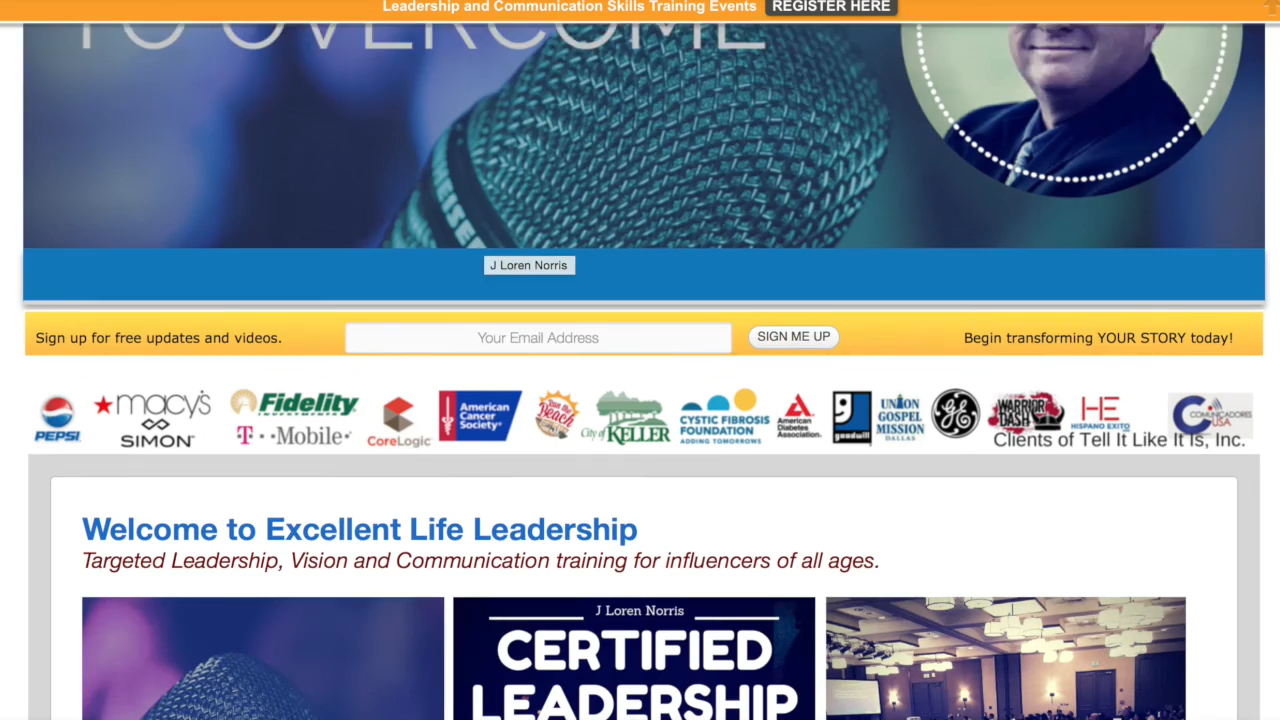 Leadership and Communication Skills Training Events REGISTER HERE
TO OVERCOME
J Loren Norris
Sign up for free updates and videos. Your Email Address SIGN ME UP Begin transforming YOUR STORY today!
PEPSI
macy's
SIMON
Fidelity
T · · Mobile ·
CoreLogic
American
Cancer
Society
the
Beach
City of KELLER
CYSTIC FIBROSIS
FOUNDATION
ADDING TOMORROWS
American
Diabetes
Association.
goodwill
UNION
GOSPEL
MISSION
DALLAS
GE
WARRIOR
DASH
HE
HISPANO EXITO
COMUNICADORES
USA
Clients of Tell It Like It Is, Inc.
Welcome to Excellent Life Leadership
Targeted Leadership, Vision and Communication training for influencers of all ages.
J Loren Norris
CERTIFIED
LEADERSHIP